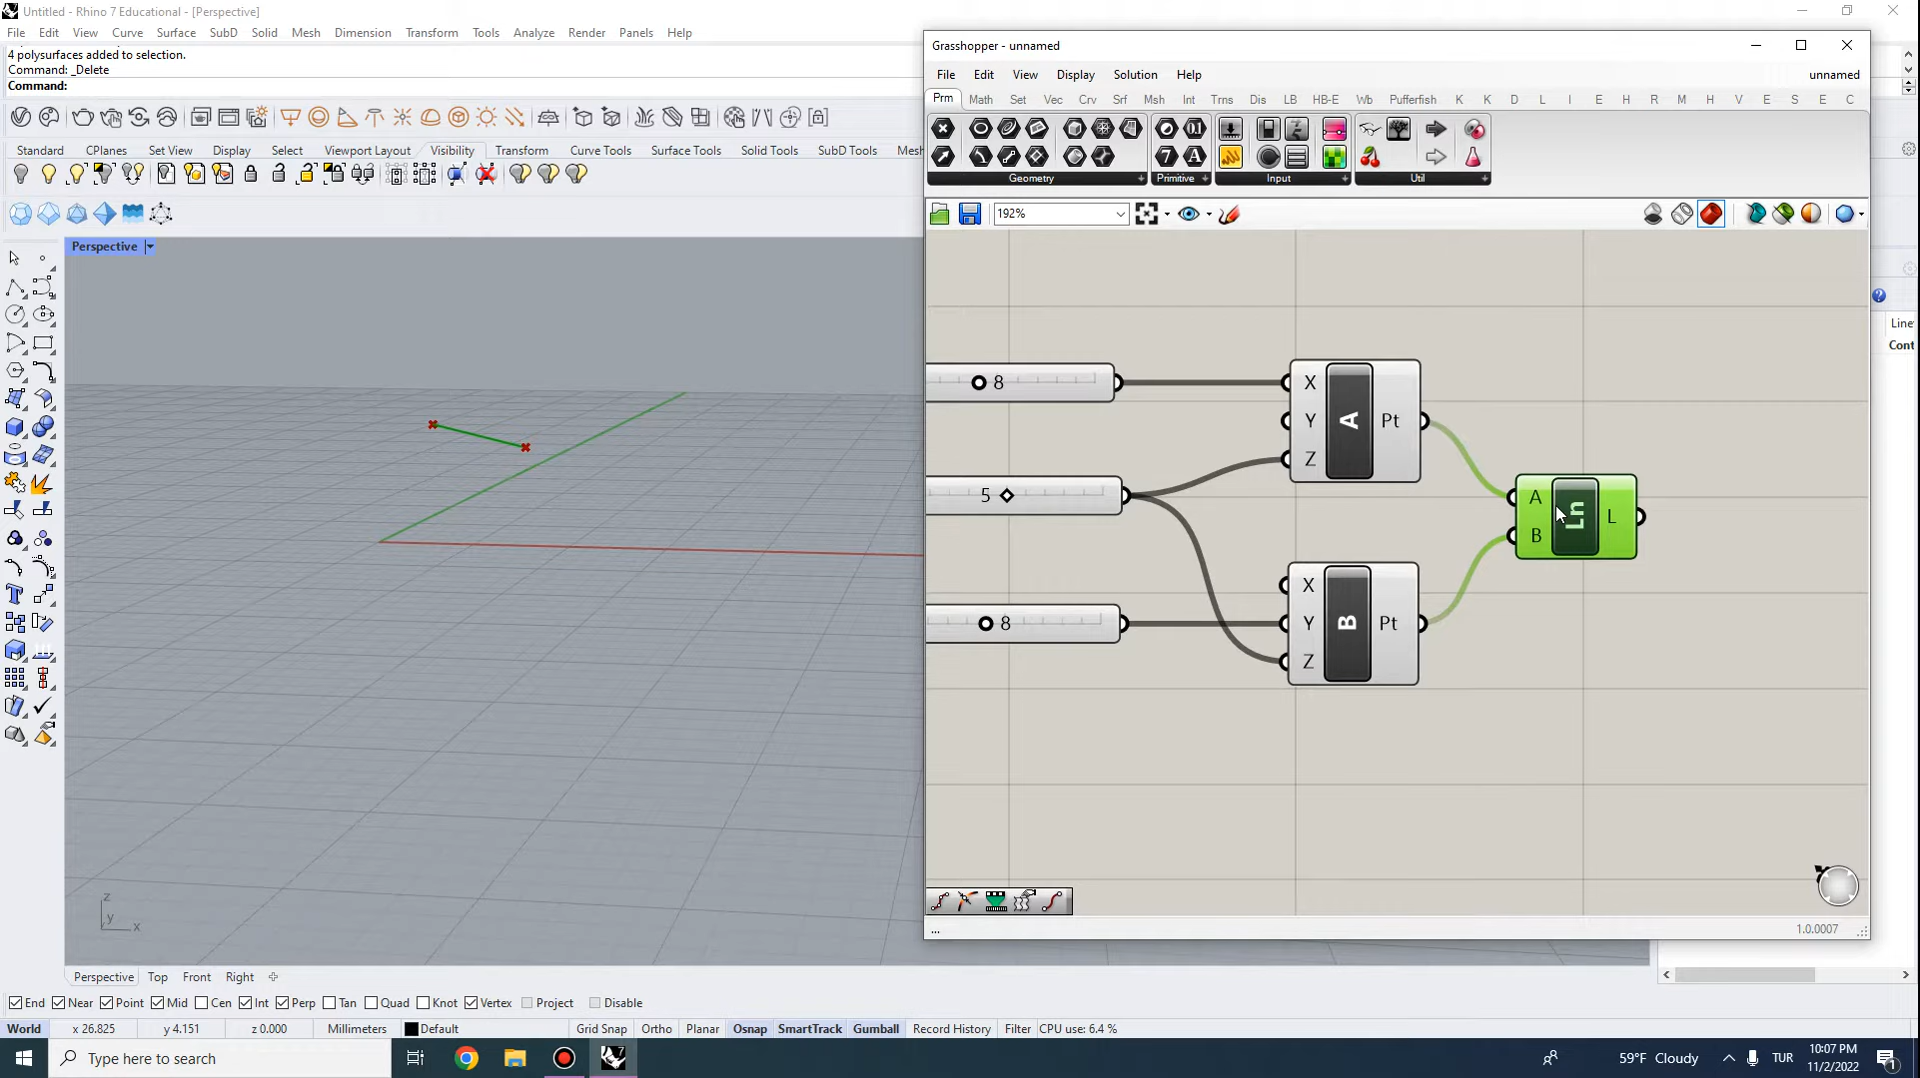 Untitled - Rhino 7 Educational - [Perspective]
File Edit View Curve Surface SubD Solid Mesh Dimension Transform Tools Analyze Render Panels Help
4 polysurfaces added to selection.
Command: _Delete
Command:
Standard CPlanes Set View Display Select Viewport Layout Visibility Transform Curve Tools Surface Tools Solid Tools SubD Tools Mesh
Perspective
z
y
x
Grasshopper - unnamed
File Edit View Display Solution Help unnamed
Prm Math Set Vec Crv Srf Msh Int Trns Dis LB HB-E Wb Pufferfish K K D L I E H R M H V E S E C
Geometry Primitive Input Util
192%
8
X
Y
Z
A
Pt
5
8
X
Y
Z
B
Pt
A
B
Ln
L
...
1.0.0007
Line
Cont
Perspective Top Front Right
End Near Point Mid Cen Int Perp Tan Quad Knot Vertex Project Disable
World x 26.825 y 4.151 z 0.000 Millimeters Default Grid Snap Ortho Planar Osnap SmartTrack Gumball Record History Filter CPU use: 6.4 %
Type here to search
59°F Cloudy
TUR
10:07 PM
11/2/2022
1